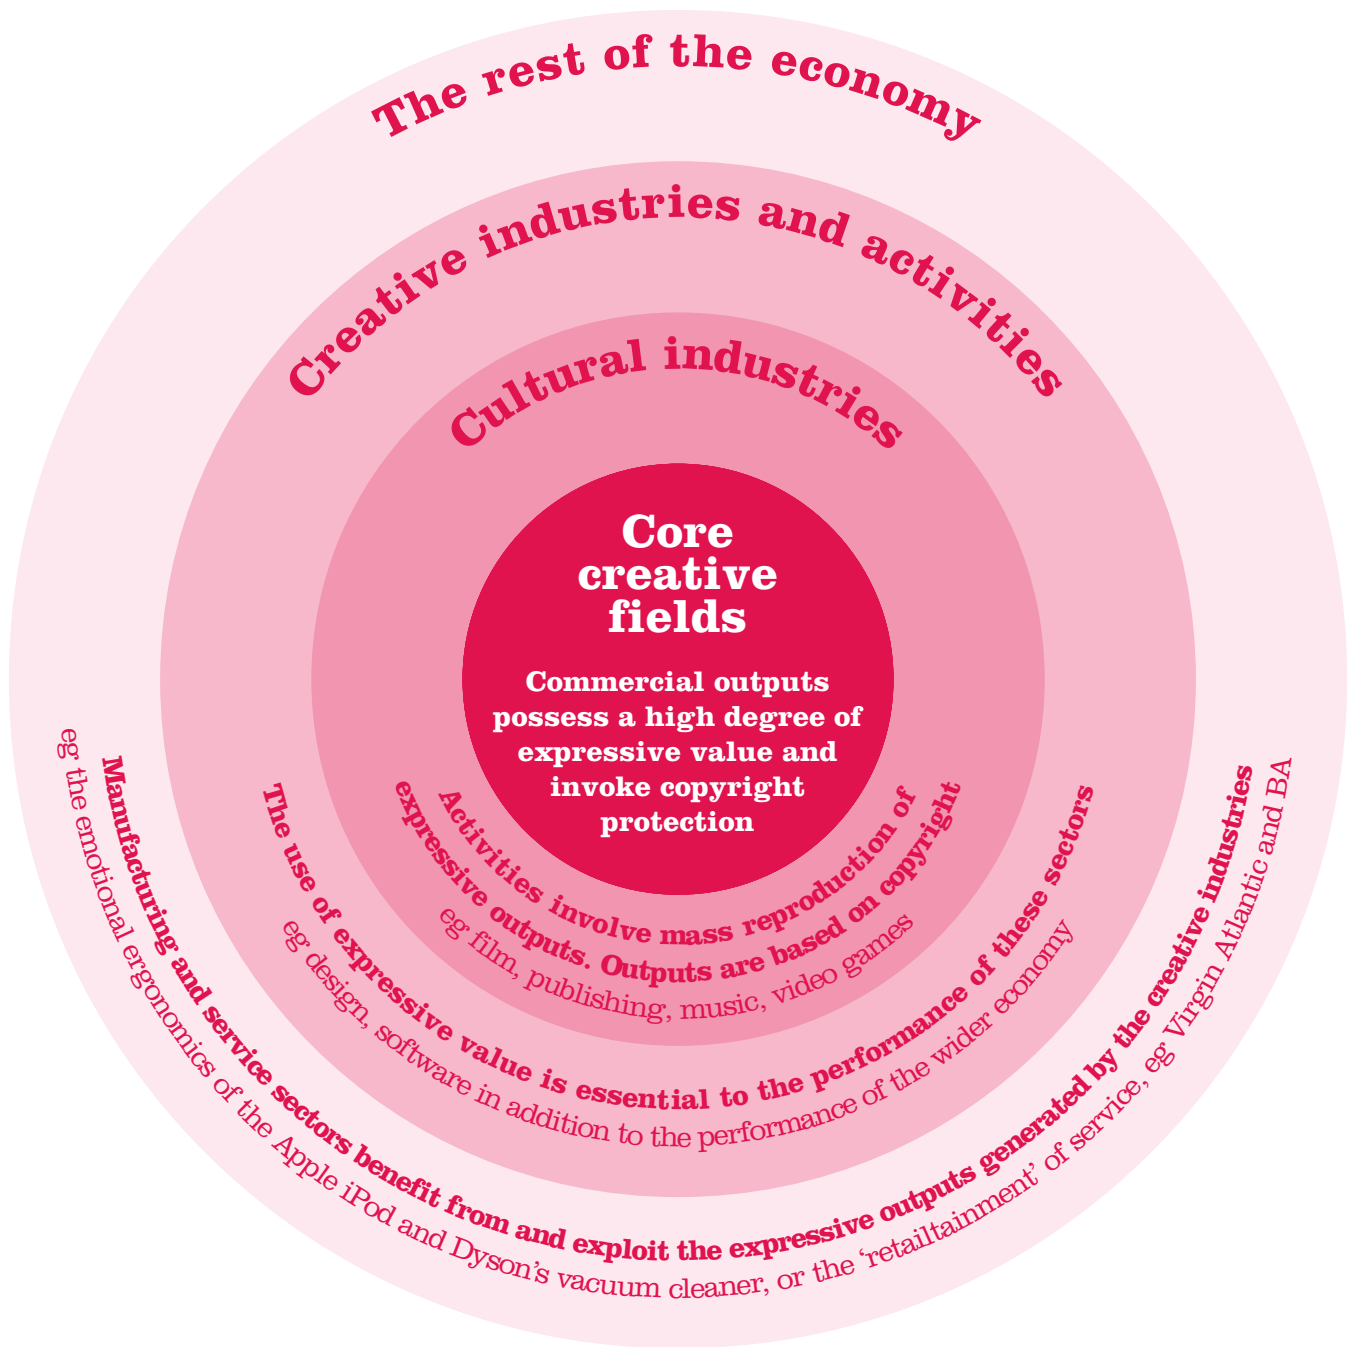 The rest of the economy
Creative industries and activities
Cultural industries
Core
creative
fields
Commercial outputs
possess a high degree of
expressive value and
invoke copyright
protection
Activities involve mass reproduction of
expressive outputs. Outputs are based on copyright
eg film, publishing, music, video games
The use of expressive value is essential to the performance of these sectors
eg design, software in addition to the performance of the wider economy
Manufacturing and service sectors benefit from and exploit the expressive outputs generated by the creative industries
eg the emotional ergonomics of the Apple iPod and Dyson’s vacuum cleaner, or the ‘retailtainment’ of service, eg Virgin Atlantic and BA